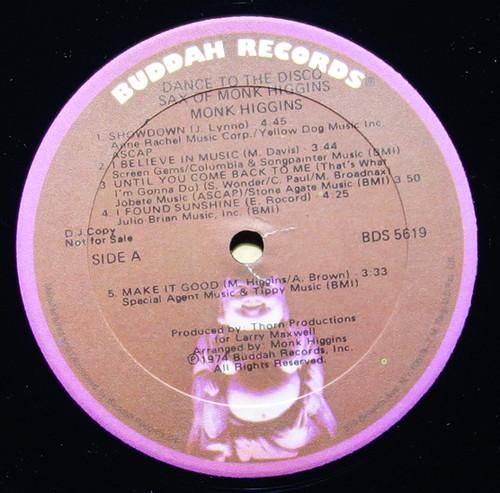 BUDDAH RECORDS®
DANCE TO THE DISCO
SAX OF MONK HIGGINS
MONK HIGGINS
1. SHOWDOWN (J. Lynno) 4:45
Anne-Rachel Music Corp./Yellow Dog Music Inc.
ASCAP
2. I BELIEVE IN MUSIC (M. Davis) 3:44
Screen Gems/Columbia & Songpainter Music (BMI)
3. UNTIL YOU COME BACK TO ME (That's What
I'm Gonna Do) (S. Wonder/C. Paul/M. Broadnax)
Jobete Music (ASCAP)/Stone Agate Music (BMI) 3 50
4. I FOUND SUNSHINE (E. Rocord) 4:25
Julio Brian Music, Inc. (BMI)
D.J. Copy
Not for Sale
SIDE A
BDS 5619
5. MAKE IT GOOD (M. Higgins/A. Brown) 3:33
Special Agent Music & Tippy Music (BMI)
Produced by: Thorn Productions
for Larry Maxwell
Arranged by: Monk Higgins
℗1974 Buddah Records, Inc.
All Rights Reserved.